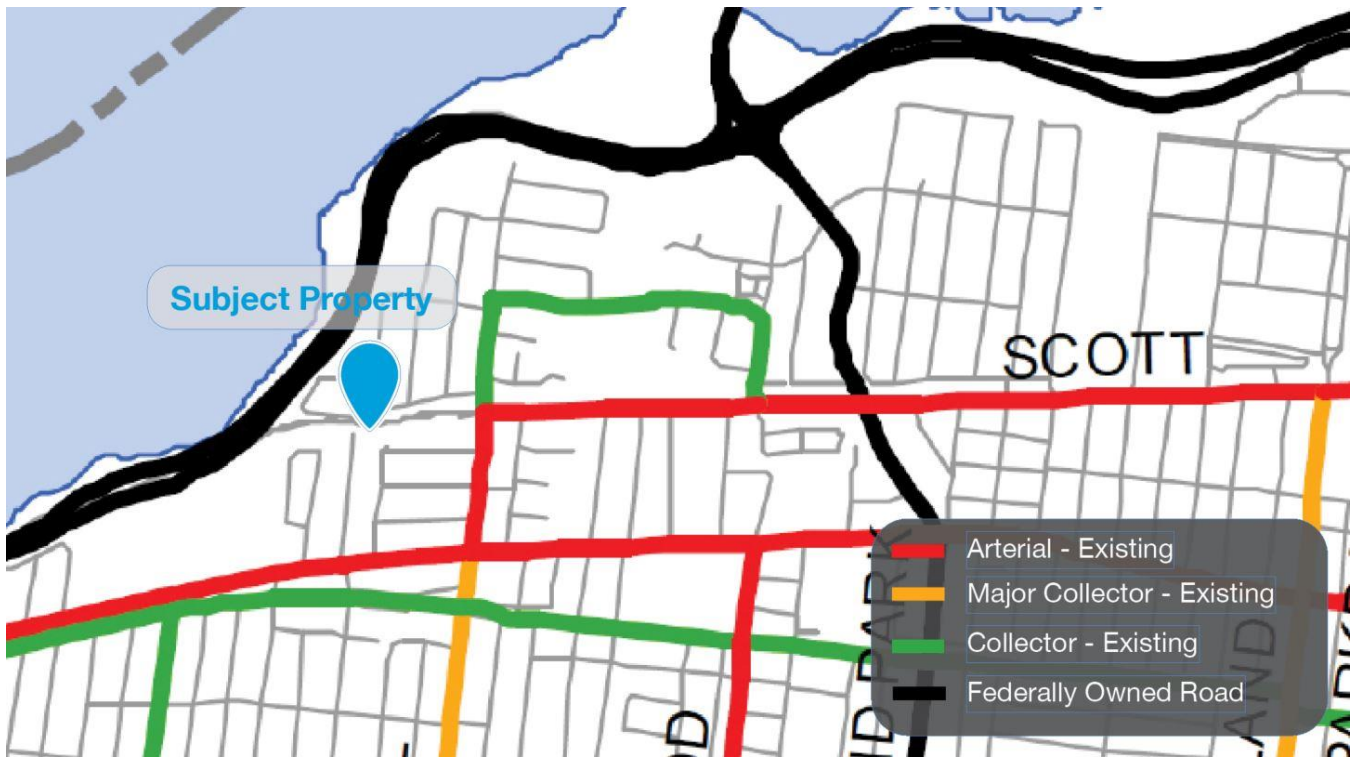 Subject Property
SCOTT
Arterial - Existing
Major Collector - Existing
Collector - Existing
Federally Owned Road